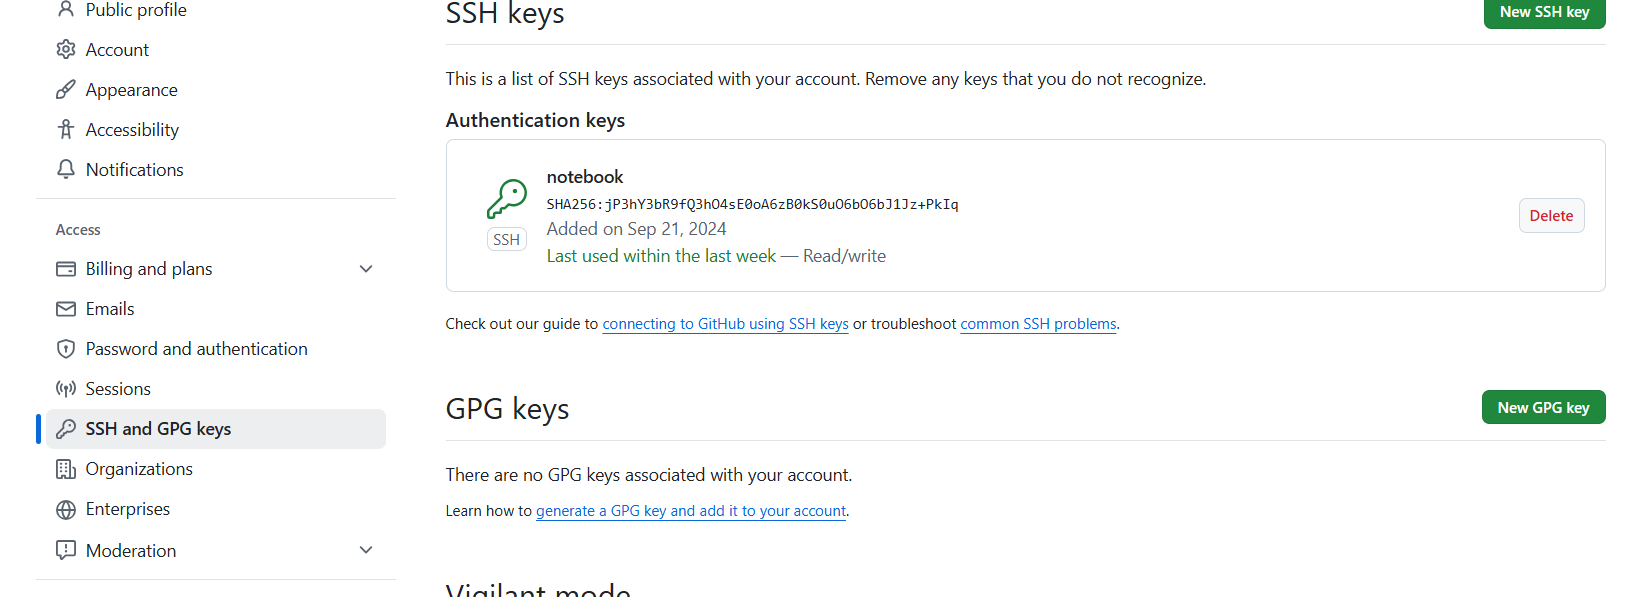 Public profile
Account
Appearance
Accessibility
Notifications
Access
Billing and plans
Emails
Password and authentication
Sessions
SSH and GPG keys
Organizations
Enterprises
Moderation
SSH keys
New SSH key
This is a list of SSH keys associated with your account. Remove any keys that you do not recognize.
Authentication keys
SSH
notebook
SHA256:jP3hY3bR9fQ3hO4sE0oA6zB0kS0uO6bO6bJ1Jz+PkIq
Added on Sep 21, 2024
Last used within the last week — Read/write
Delete
Check out our guide to connecting to GitHub using SSH keys or troubleshoot common SSH problems.
GPG keys
New GPG key
There are no GPG keys associated with your account.
Learn how to generate a GPG key and add it to your account.
Vigilant mode